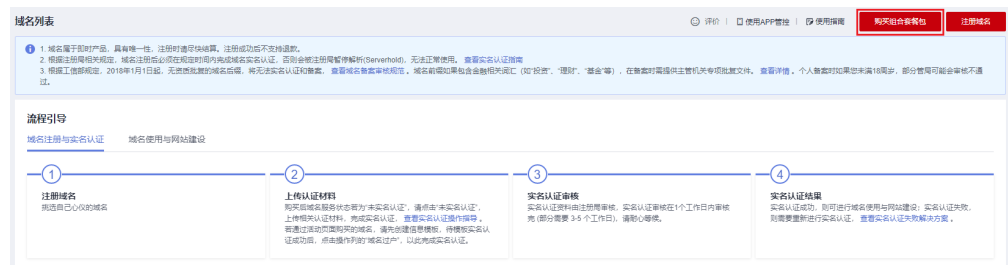 域名列表
评价 | 使用APP管控 | 使用指南 购买组合套餐包 注册域名
1. 域名属于即时产品，具有唯一性，注册时请尽快结算。注册成功后不支持退款。
2. 根据注册局相关规定，域名注册后必须在规定时间内完成域名实名认证，否则会被注册局暂停解析(Serverhold)，无法正常使用。 查看实名认证指南
3. 根据工信部规定，2018年1月1日起，无资质批复的域名后缀，将无法实名认证和备案。 查看域名备案审核规范 。域名前缀如果包含金融相关词汇（如“投资”、“理财”、“基金”等），在备案时需提供主管机关专项批复文件。 查看详情 。个人备案时如果您未满18周岁，部分管局可能会审核不通
过。
流程引导
域名注册与实名认证 域名使用与网站建设
1
注册域名
挑选自己心仪的域名
2
上传认证材料
购买后域名服务状态若为“未实名认证”，请点击“未实名认证”，
上传相关认证材料，完成实名认证， 查看实名认证操作指导 。
若通过活动页面购买的域名，请先创建信息模板，待模板实名认
证成功后，点击操作列的“域名过户”，以此完成实名认证。
3
实名认证审核
实名认证资料由注册局审核，实名认证审核在1个工作日内审核
完 (部分需要 3-5 个工作日)，请耐心等候。
4
实名认证结果
实名认证成功，则可进行域名使用与网站建设；实名认证失败，
则需要重新进行实名认证， 查看实名认证失败解决方案 。